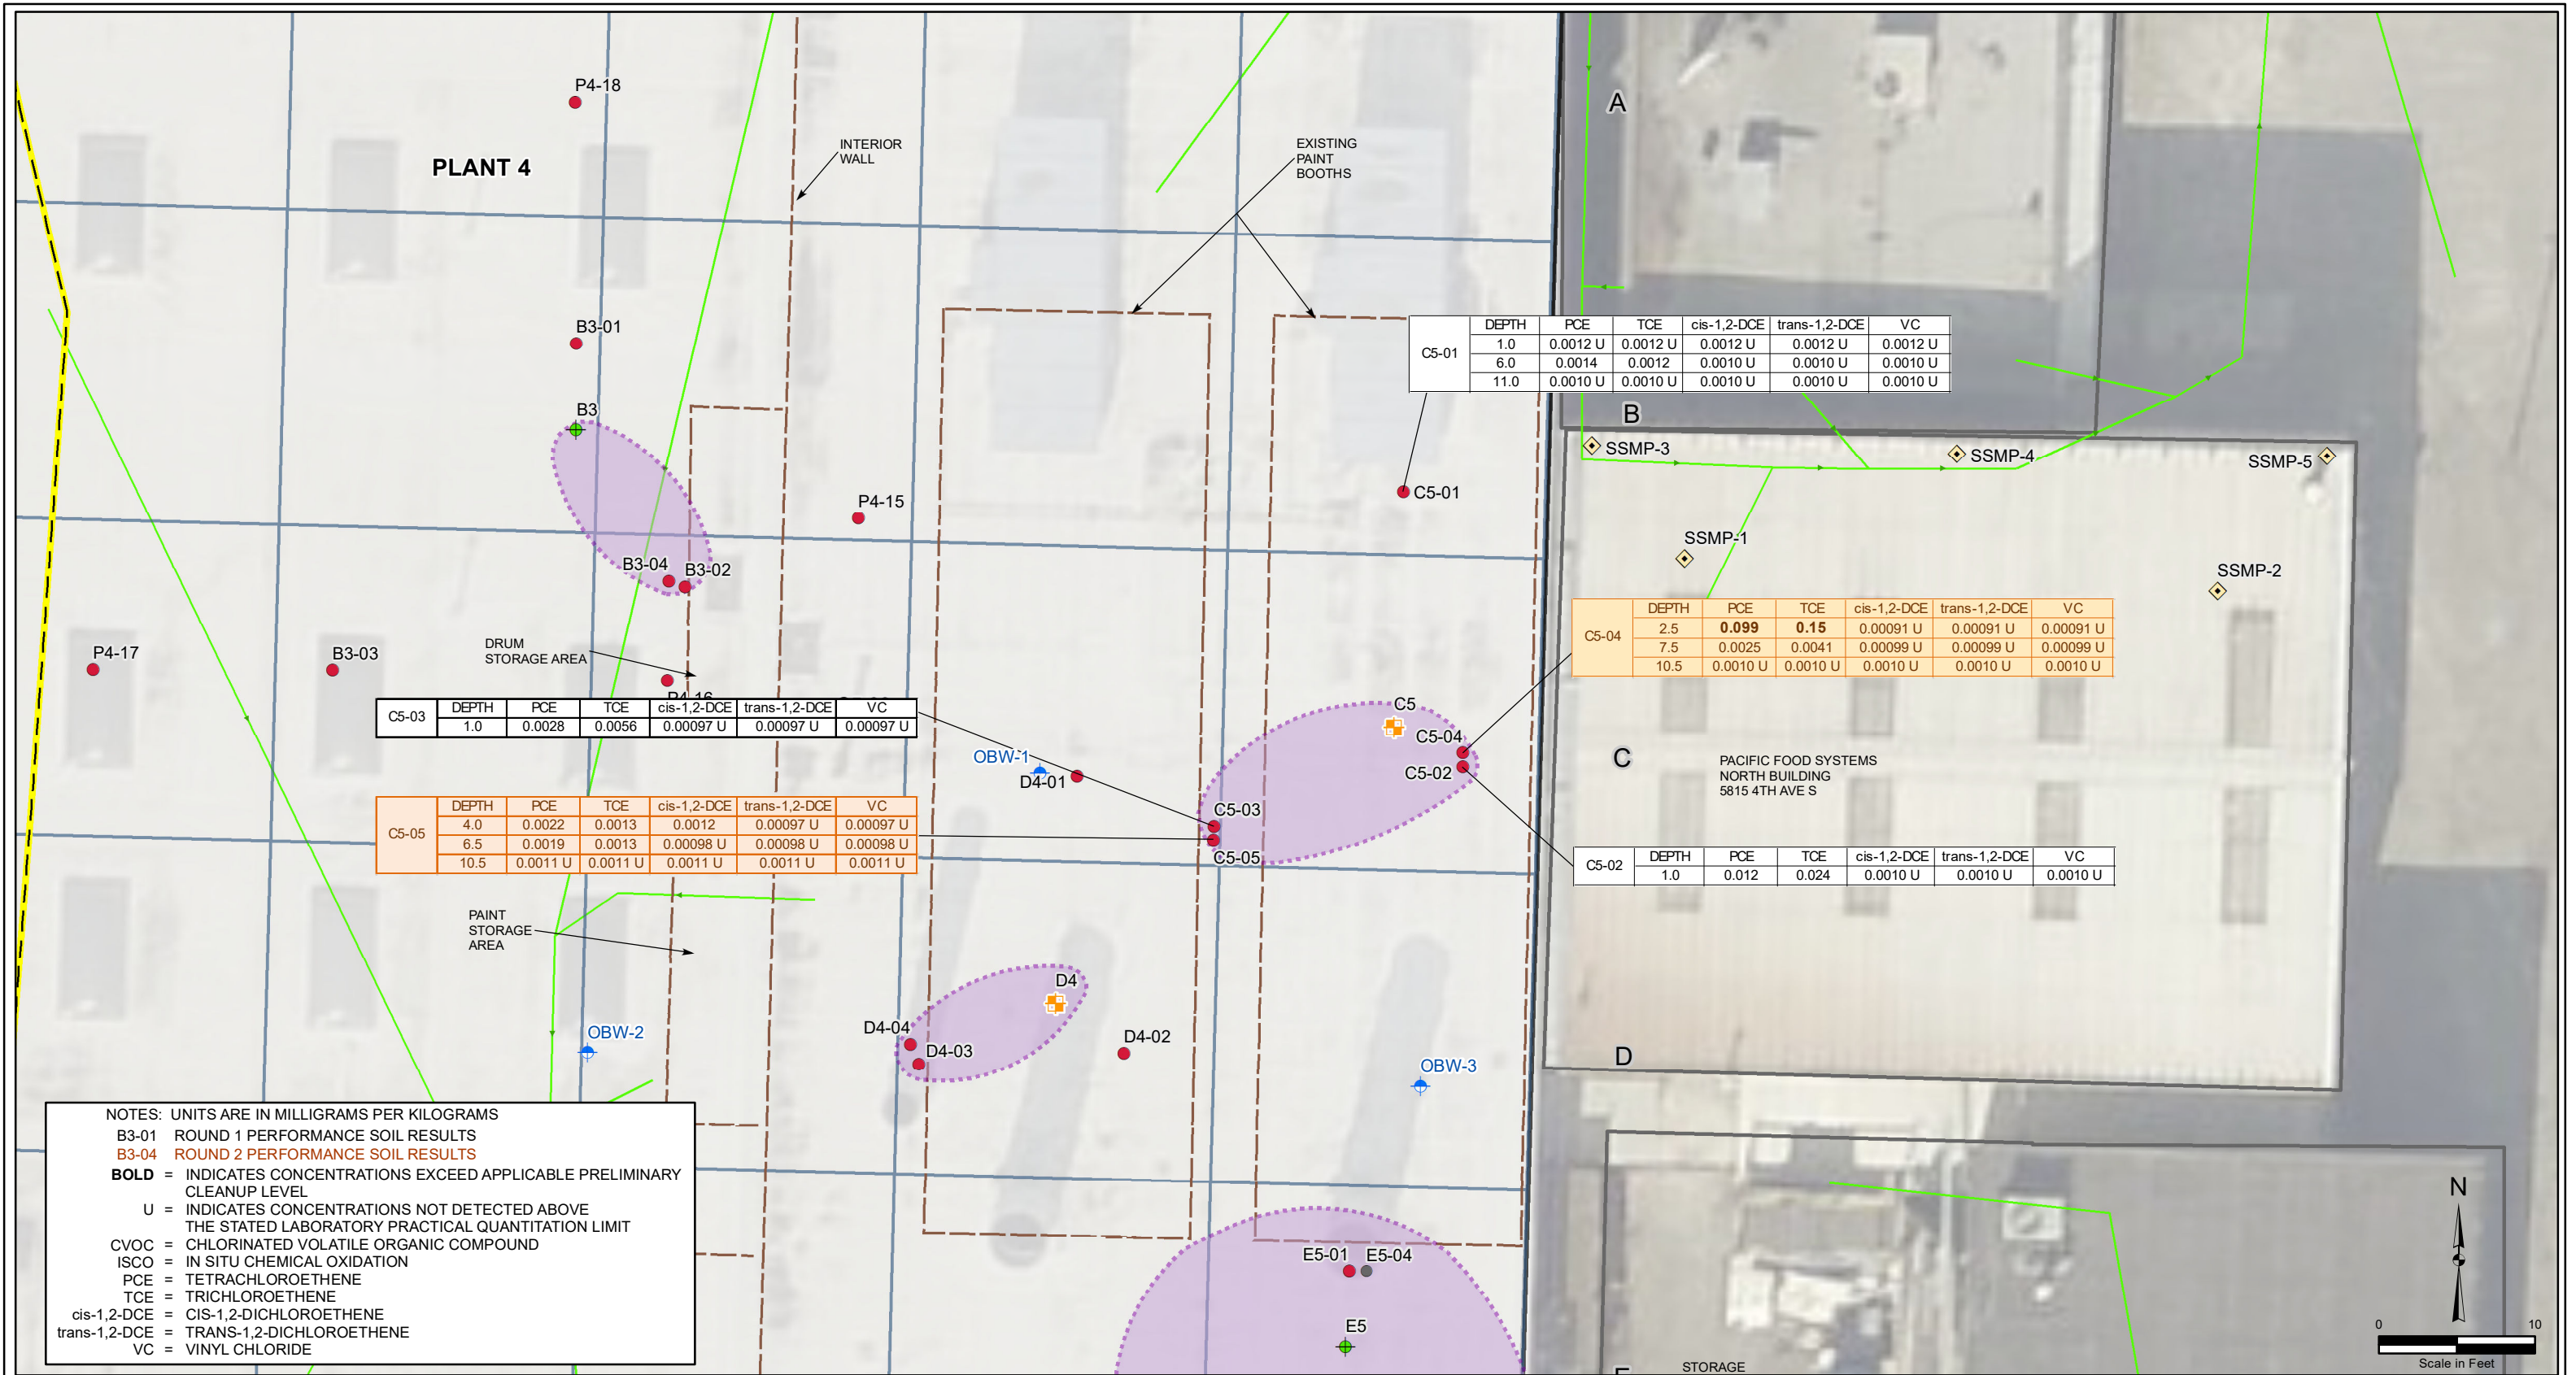 P4-18
PLANT 4
INTERIOR
WALL
EXISTING
PAINT
BOOTHS
A
B3-01
B3
C5-01
DEPTH PCE TCE cis-1,2-DCE trans-1,2-DCE VC
1.0 0.0012 U 0.0012 U 0.0012 U 0.0012 U 0.0012 U
6.0 0.0014 0.0012 0.0010 U 0.0010 U 0.0010 U
11.0 0.0010 U 0.0010 U 0.0010 U 0.0010 U 0.0010 U
B
SSMP-3
SSMP-4
SSMP-5
P4-15
C5-01
SSMP-1
SSMP-2
B3-04
B3-02
P4-17
B3-03
DRUM
STORAGE AREA
P4-16
C5-04
DEPTH PCE TCE cis-1,2-DCE trans-1,2-DCE VC
2.5 0.099 0.15 0.00091 U 0.00091 U 0.00091 U
7.5 0.0025 0.0041 0.00099 U 0.00099 U 0.00099 U
10.5 0.0010 U 0.0010 U 0.0010 U 0.0010 U 0.0010 U
C5-03
DEPTH PCE TCE cis-1,2-DCE trans-1,2-DCE VC
1.0 0.0028 0.0056 0.00097 U 0.00097 U 0.00097 U
C5
C5-04
C5-02
OBW-1
D4-01
C
PACIFIC FOOD SYSTEMS
NORTH BUILDING
5815 4TH AVE S
C5-03
C5-05
C5-05
DEPTH PCE TCE cis-1,2-DCE trans-1,2-DCE VC
4.0 0.0022 0.0013 0.0012 0.00097 U 0.00097 U
6.5 0.0019 0.0013 0.00098 U 0.00098 U 0.00098 U
10.5 0.0011 U 0.0011 U 0.0011 U 0.0011 U 0.0011 U
C5-02
DEPTH PCE TCE cis-1,2-DCE trans-1,2-DCE VC
1.0 0.012 0.024 0.0010 U 0.0010 U 0.0010 U
PAINT
STORAGE
AREA
D4
D4-04
D4-03
D4-02
OBW-2
OBW-3
D
NOTES: UNITS ARE IN MILLIGRAMS PER KILOGRAMS
B3-01 ROUND 1 PERFORMANCE SOIL RESULTS
B3-04 ROUND 2 PERFORMANCE SOIL RESULTS
BOLD = INDICATES CONCENTRATIONS EXCEED APPLICABLE PRELIMINARY
CLEANUP LEVEL
U = INDICATES CONCENTRATIONS NOT DETECTED ABOVE
THE STATED LABORATORY PRACTICAL QUANTITATION LIMIT
CVOC = CHLORINATED VOLATILE ORGANIC COMPOUND
ISCO = IN SITU CHEMICAL OXIDATION
PCE = TETRACHLOROETHENE
TCE = TRICHLOROETHENE
cis-1,2-DCE = CIS-1,2-DICHLOROETHENE
trans-1,2-DCE = TRANS-1,2-DICHLOROETHENE
VC = VINYL CHLORIDE
E5-01
E5-04
E5
STORAGE
N
0 10
Scale in Feet